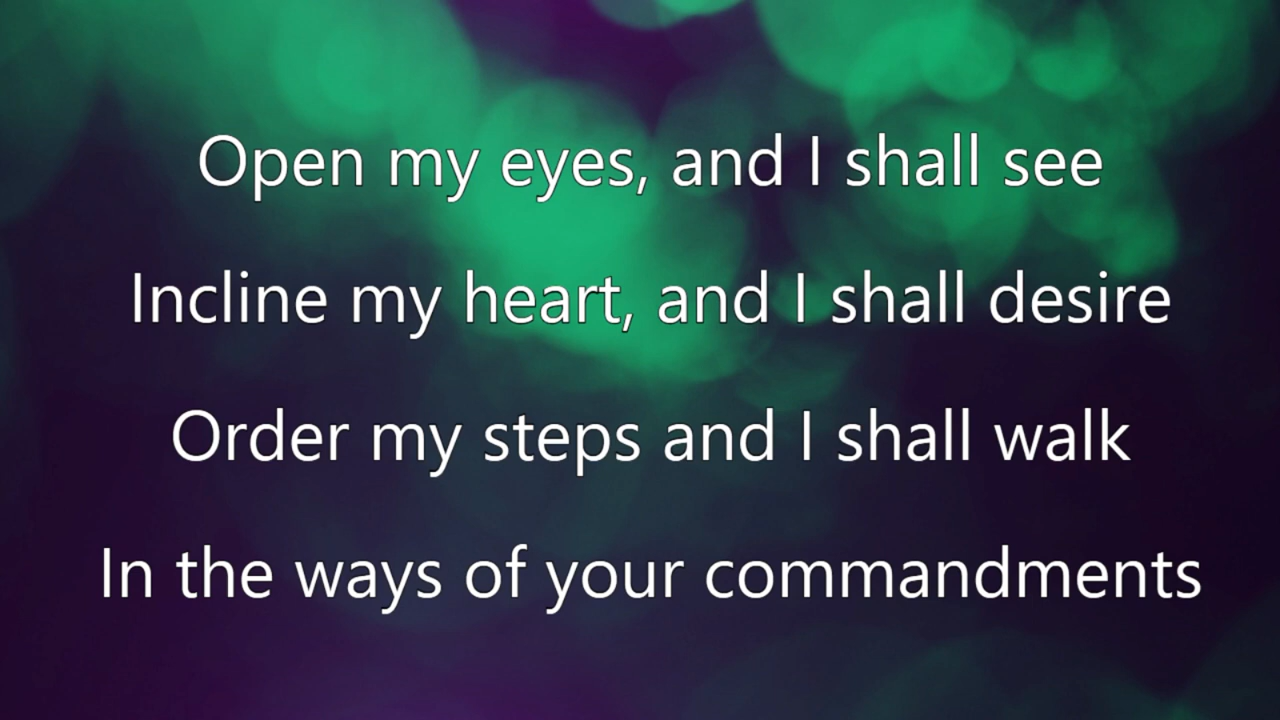 Open my eyes, and I shall see
Incline my heart, and I shall desire
Order my steps and I shall walk
In the ways of your commandments